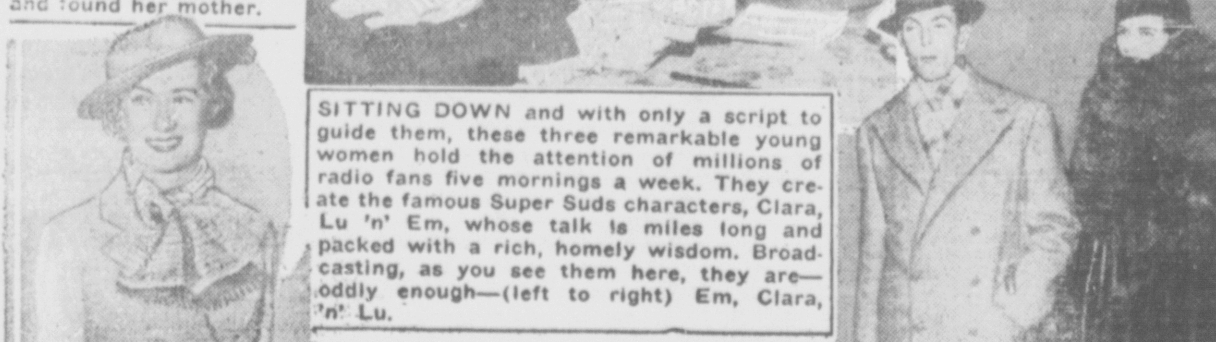 and found her mother.
SITTING DOWN and with only a script to
guide them, these three remarkable young
women hold the attention of millions of
radio fans five mornings a week. They cre-
ate the famous Super Suds characters, Clara,
Lu 'n' Em, whose talk is miles long and
packed with a rich, homely wisdom. Broad-
casting, as you see them here, they are—
oddly enough—(left to right) Em, Clara,
'n' Lu.